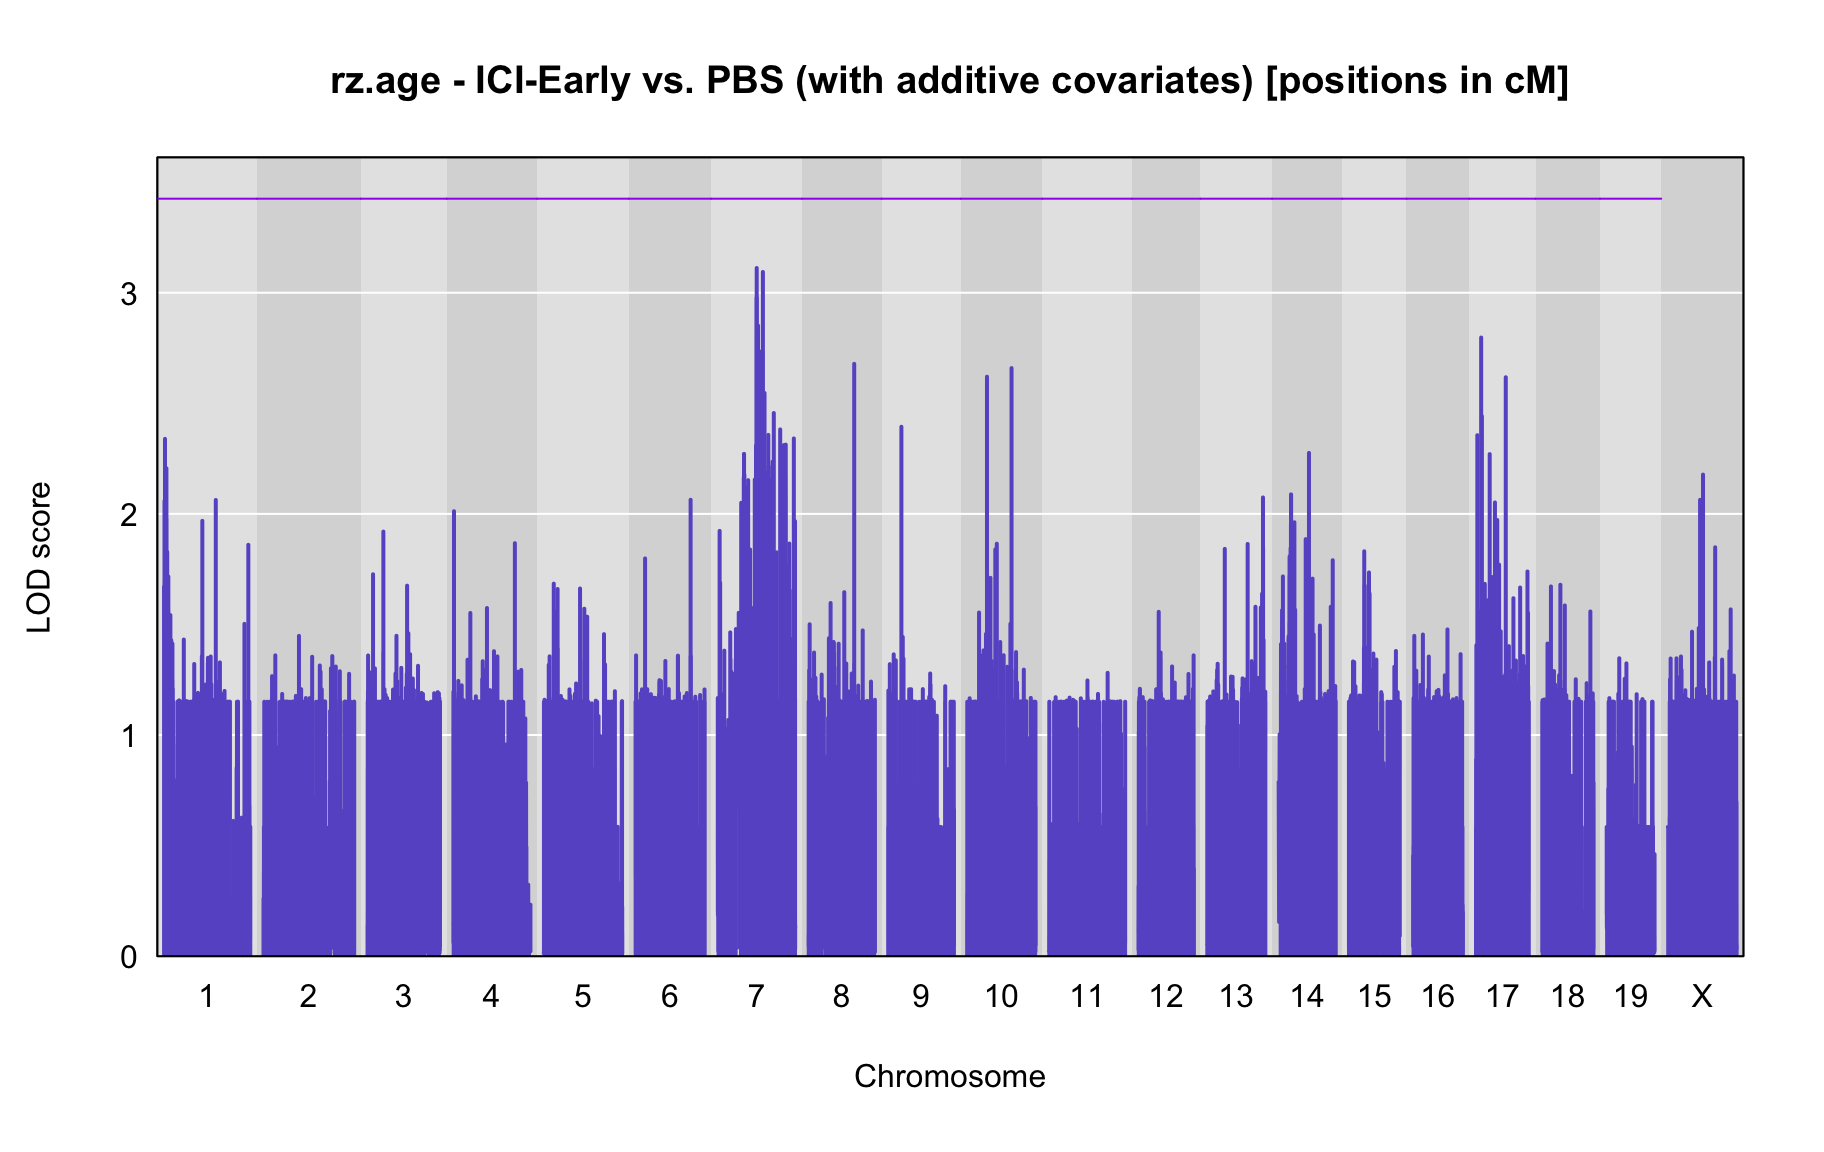 rz.age - ICI-Early vs. PBS (with additive covariates) [positions in cM]
3
2
1
0
LOD score
1 2 3 4 5 6 7 8 9 10 11 12 13 14 15 16 17 18 19 X
Chromosome